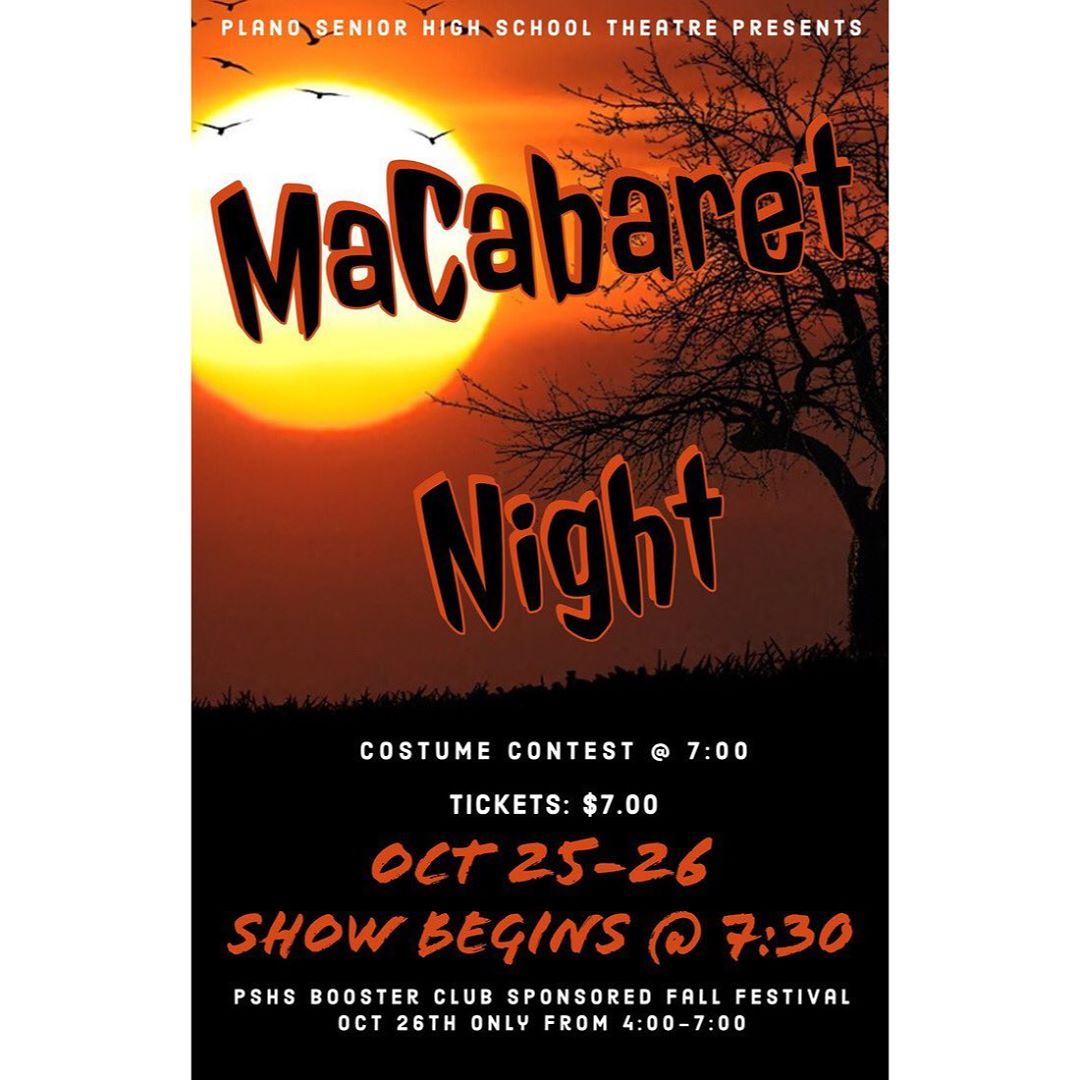 PLANO SENIOR HIGH SCHOOL THEATRE PRESENTS
MaCabaret
Night
COSTUME CONTEST @ 7:00
TICKETS: $7.00
OCT 25-26
SHOW BEGINS @ 7:30
PSHS BOOSTER CLUB SPONSORED FALL FESTIVAL
OCT 26TH ONLY FROM 4:00-7:00